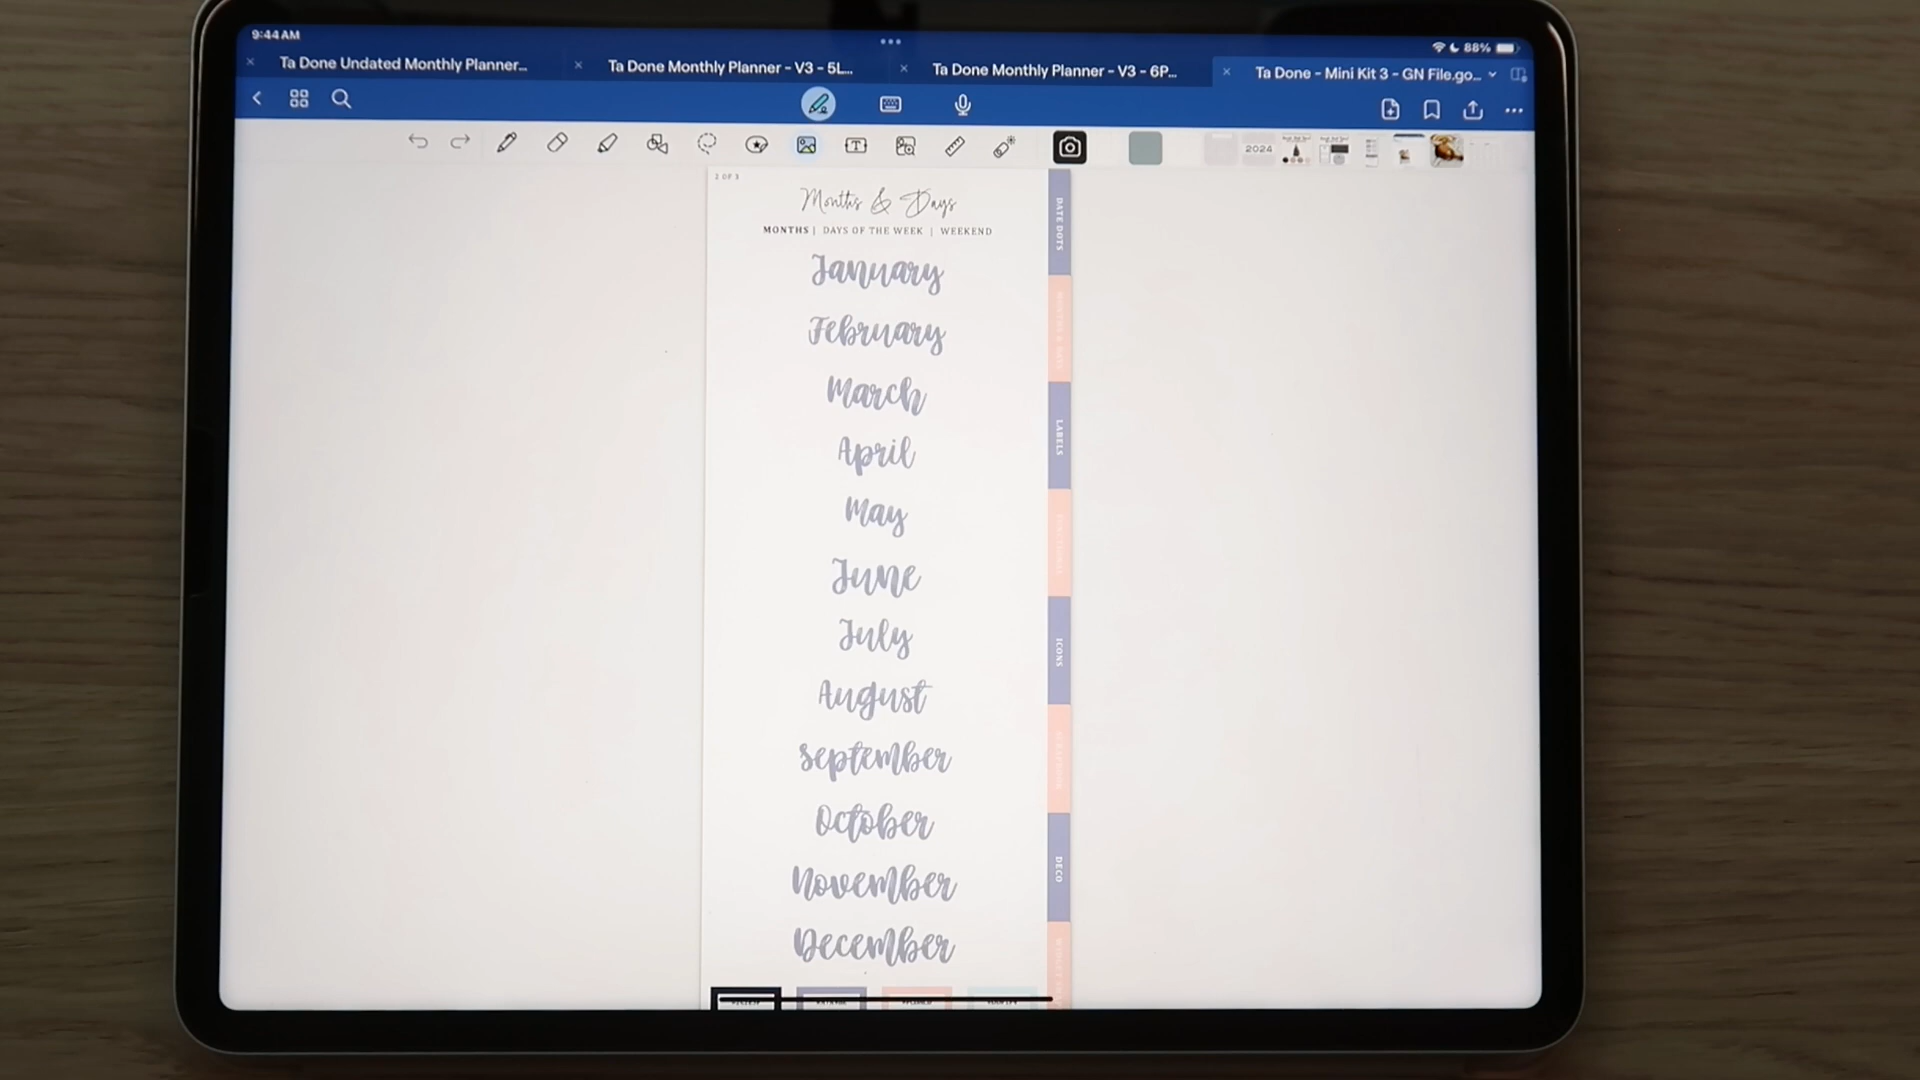 9:44 AM
88%
Ta Done Undated Monthly Planner...
Ta Done Monthly Planner - V3 - 5L...
Ta Done Monthly Planner - V3 - 6P...
Ta Done - Mini Kit 3 - GN File.go...
2024
2 OF 3
Months & Days
MONTHS | DAYS OF THE WEEK | WEEKEND
January
February
March
April
May
June
July
August
September
October
November
December
DATE DOTS
MONTHS & DAYS
LABELS
ICONS
DECO